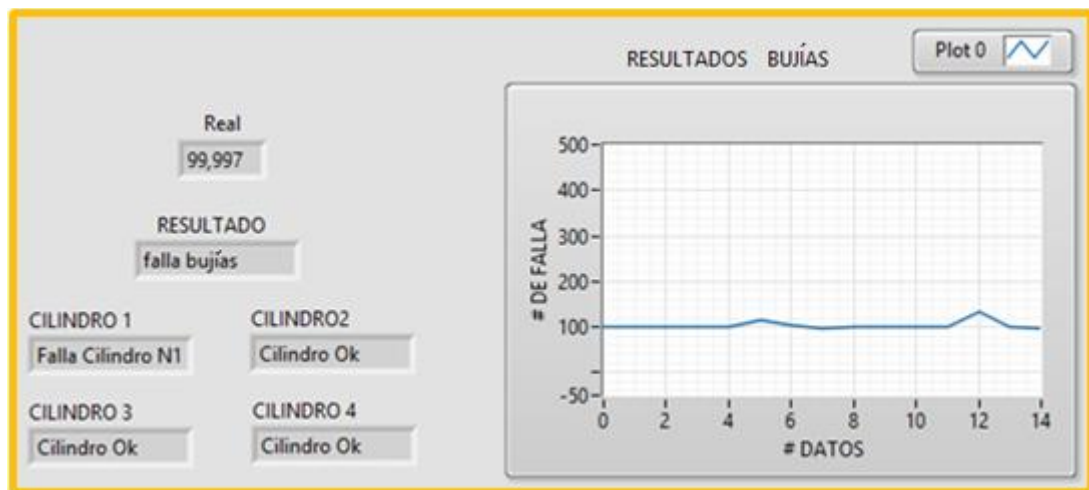 RESULTADOS BUJÍAS
Plot 0
Real
99,997
RESULTADO
falla bujías
CILINDRO 1
Falla Cilindro N1
CILINDRO2
Cilindro Ok
CILINDRO 3
Cilindro Ok
CILINDRO 4
Cilindro Ok
# DE FALLA
500
400
300
200
100
-50
0 2 4 6 8 10 12 14
# DATOS